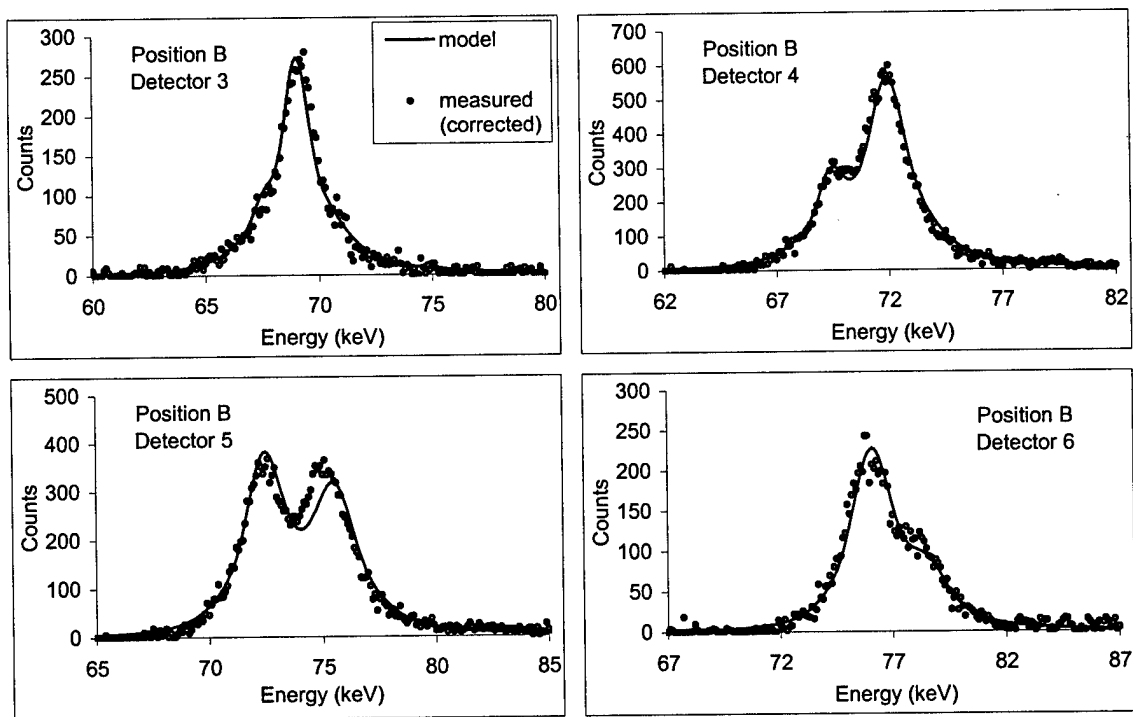 Position B
Detector 3
model
measured
(corrected)
300
250
200
150
100
50
0
Counts
60
65
70
75
80
Energy (keV)
Position B
Detector 4
700
600
500
400
300
200
100
0
Counts
62
67
72
77
82
Energy (keV)
Position B
Detector 5
500
400
300
200
100
0
Counts
65
70
75
80
85
Energy (keV)
Position B
Detector 6
300
250
200
150
100
50
0
Counts
67
72
77
82
87
Energy (keV)